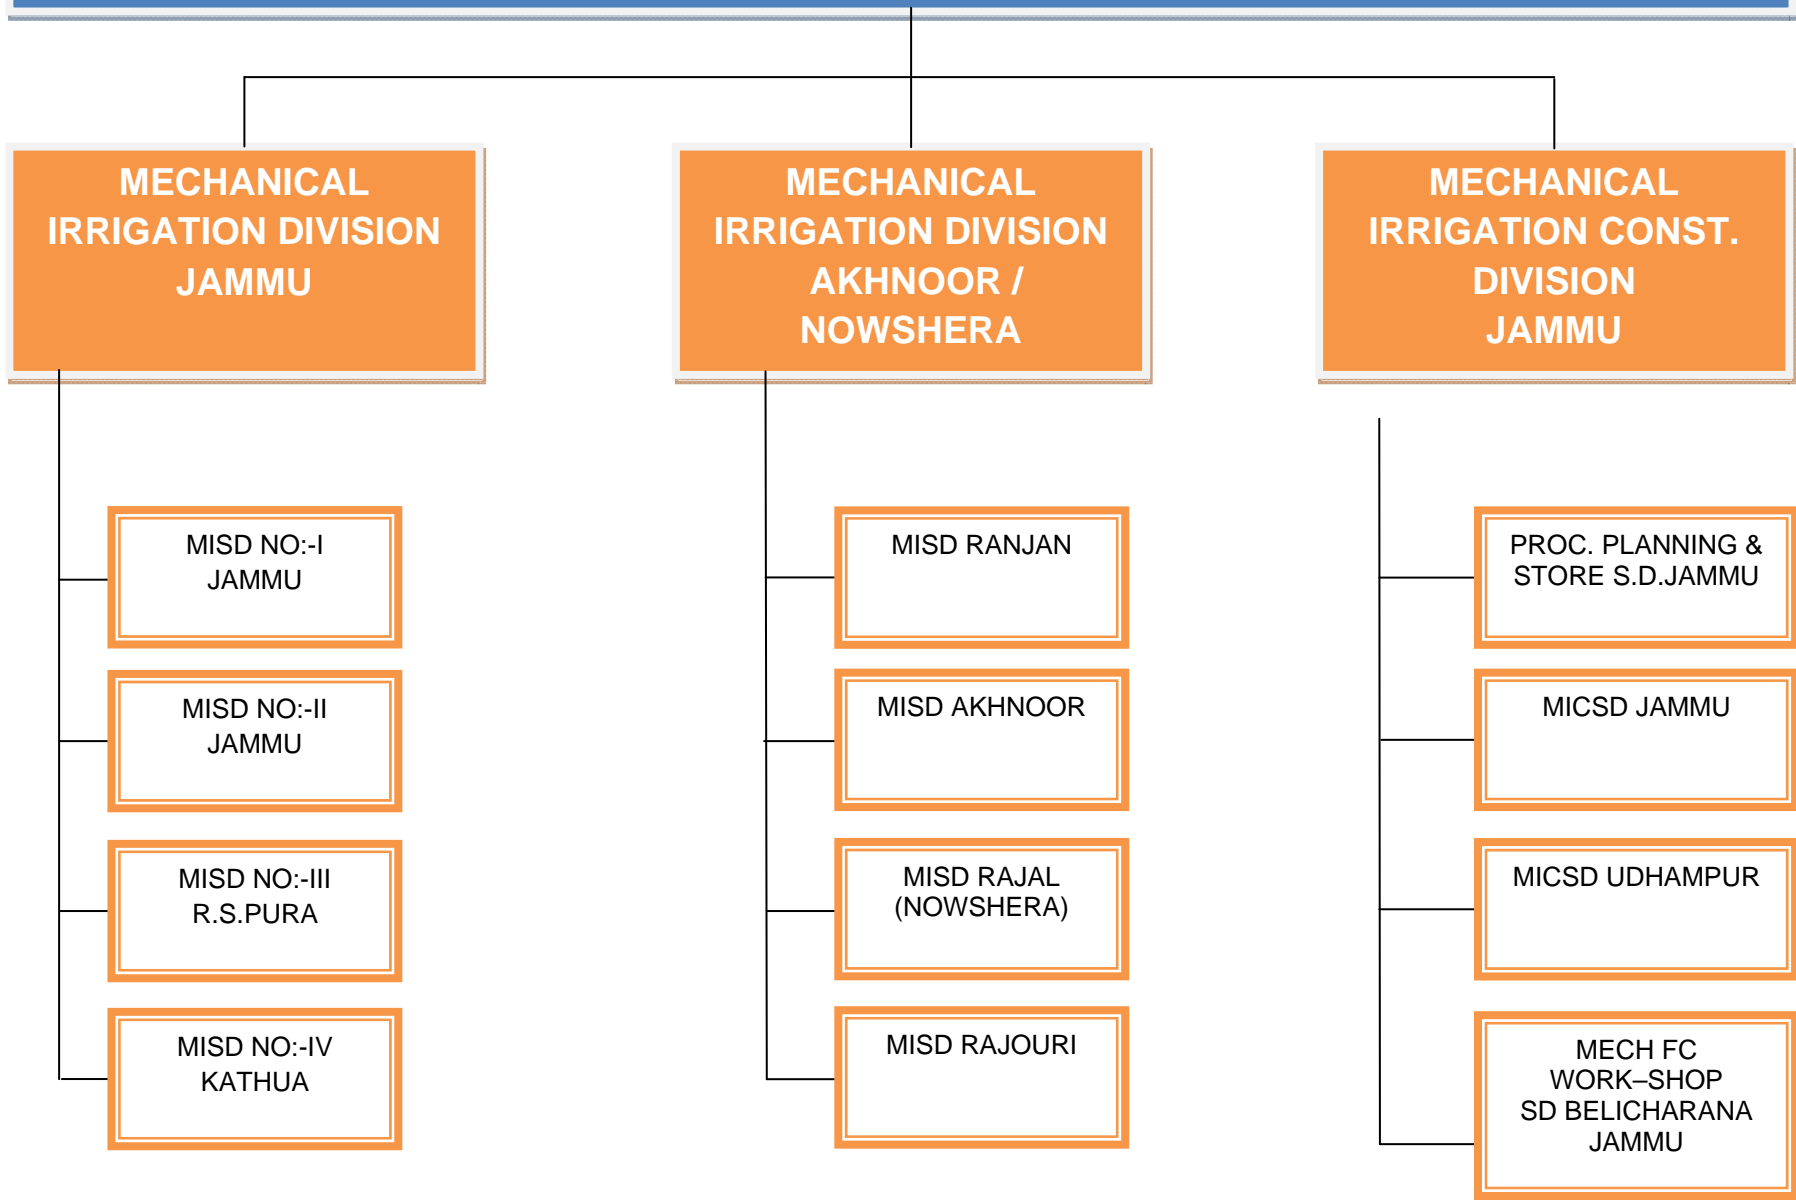 MECHANICAL
IRRIGATION DIVISION
JAMMU
MECHANICAL
IRRIGATION DIVISION
AKHNOOR /
NOWSHERA
MECHANICAL
IRRIGATION CONST.
DIVISION
JAMMU
MISD NO:-I
JAMMU
MISD NO:-II
JAMMU
MISD NO:-III
R.S.PURA
MISD NO:-IV
KATHUA
MISD RANJAN
MISD AKHNOOR
MISD RAJAL
(NOWSHERA)
MISD RAJOURI
PROC. PLANNING &
STORE S.D.JAMMU
MICSD JAMMU
MICSD UDHAMPUR
MECH FC
WORK–SHOP
SD BELICHARANA
JAMMU